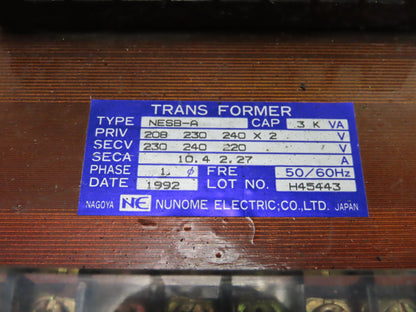 TRANS FORMER
TYPE NESB-A CAP 3 K VA
PRIV 208 230 240 X 2 V
SECV 230 240 220 V
SECA 10.4 2.27 A
PHASE 1 ø FRE 50/60Hz
DATE 1992 LOT NO. H45443
NAGOYA NE NUNOME ELECTRIC;CO.,LTD. JAPAN